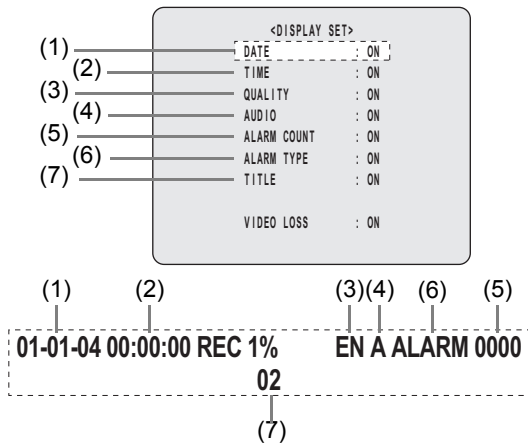 <DISPLAY SET>
(1) DATE : ON
(2) TIME : ON
(3) QUALITY : ON
(4) AUDIO : ON
(5) ALARM COUNT : ON
(6) ALARM TYPE : ON
(7) TITLE : ON
VIDEO LOSS : ON
(1) (2) (3)(4) (6) (5)
01-01-04 00:00:00 REC 1% EN A ALARM 0000
02
(7)